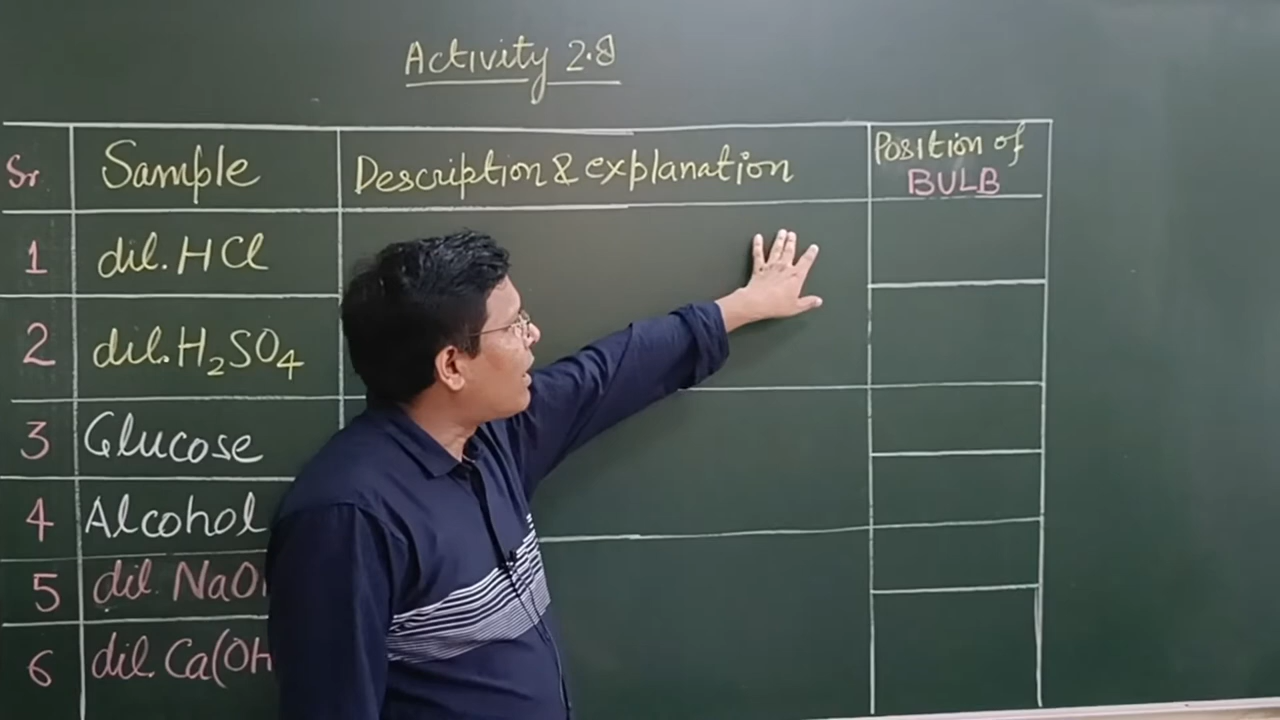 Activity 2.8
Sr Sample Description & explanation Position of BULB
1 dil. HCl
2 dil. H₂SO₄
3 Glucose
4 Alcohol
5 dil. NaO
6 dil. Ca(OH